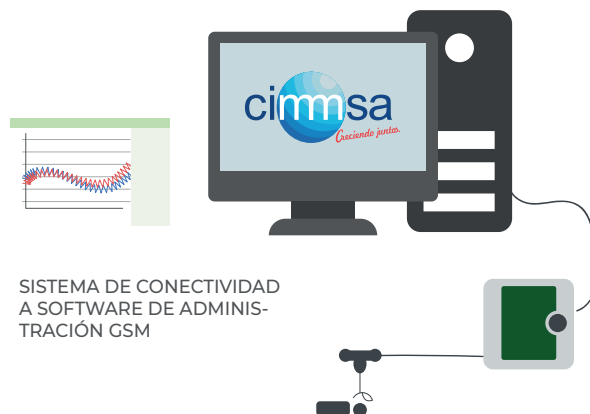 cimmsa
Creciendo juntos.
SISTEMA DE CONECTIVIDAD
A SOFTWARE DE ADMINIS-
TRACIÓN GSM